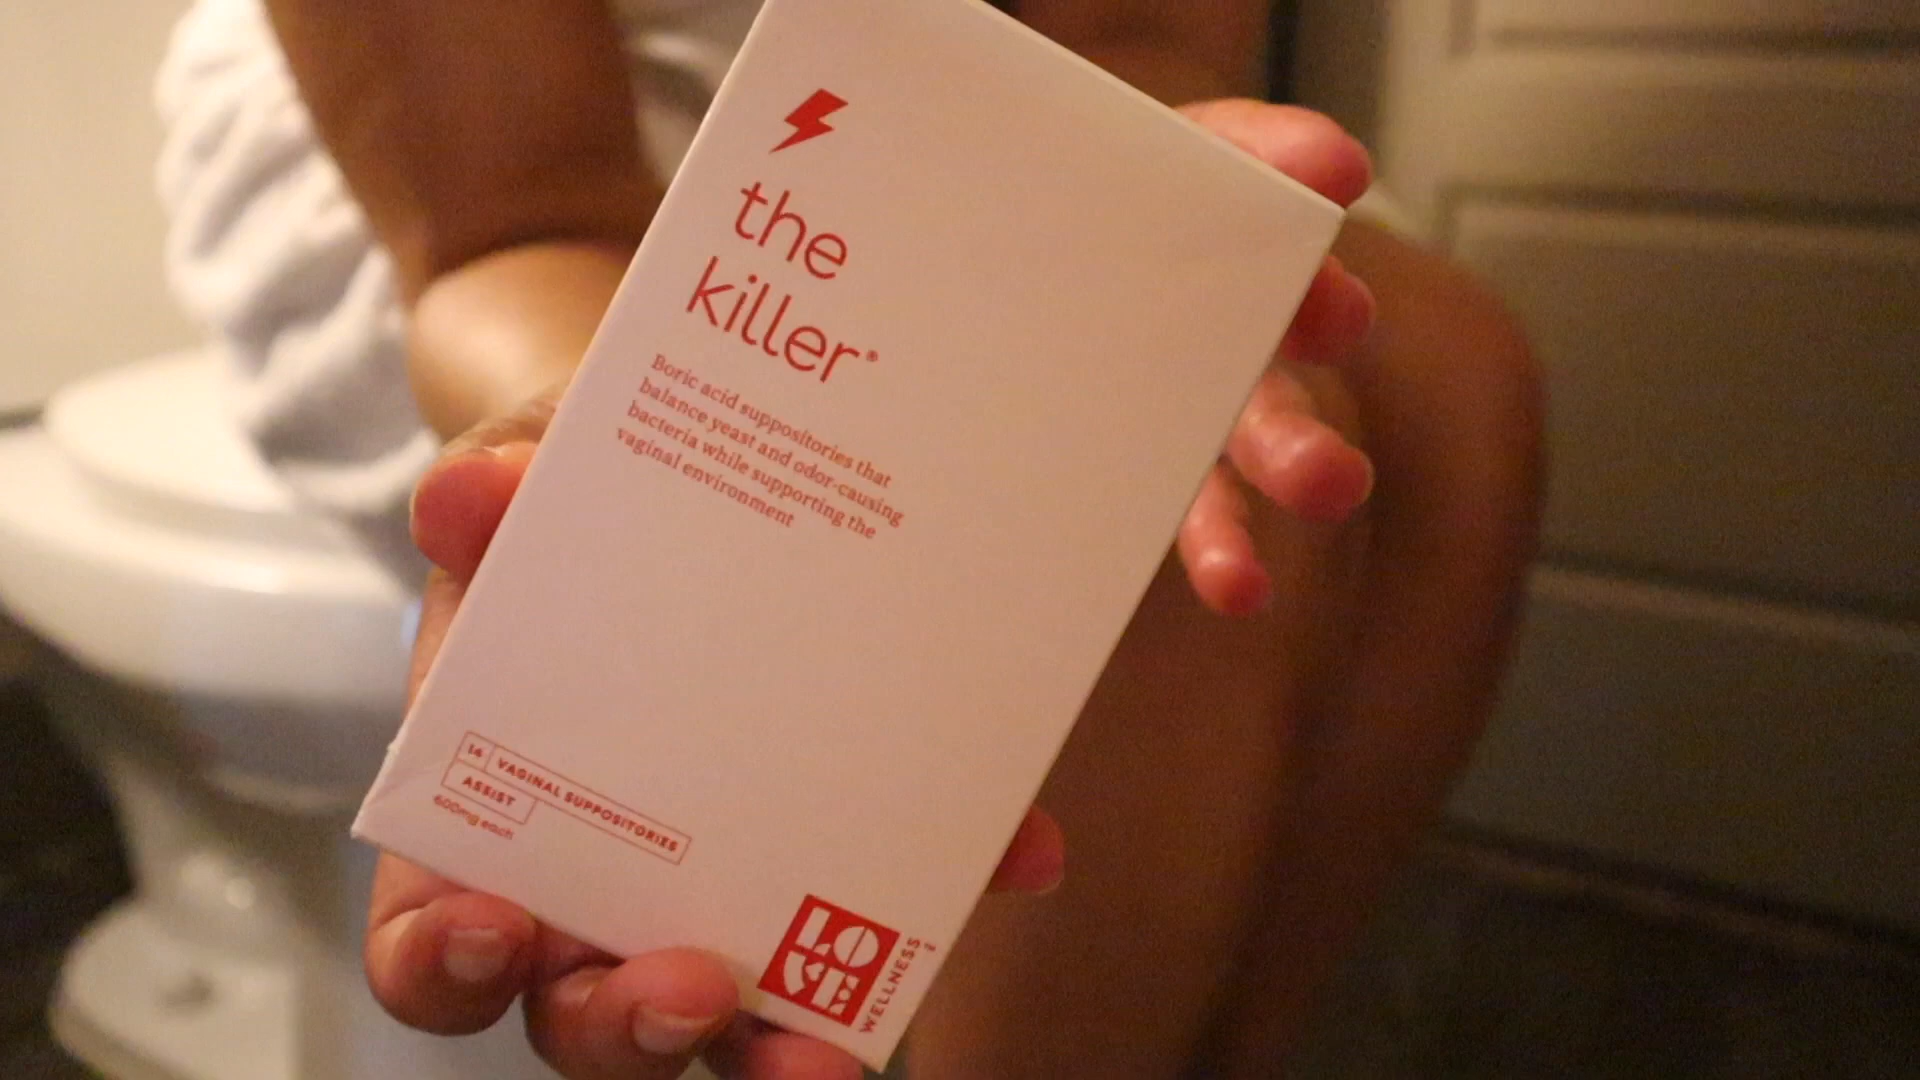 the
killer®
Boric acid suppositories that
balance yeast and odor-causing
bacteria while supporting the
vaginal environment
14 VAGINAL SUPPOSITORIES
ASSIST
600mg each
LOVE
WELLNESS